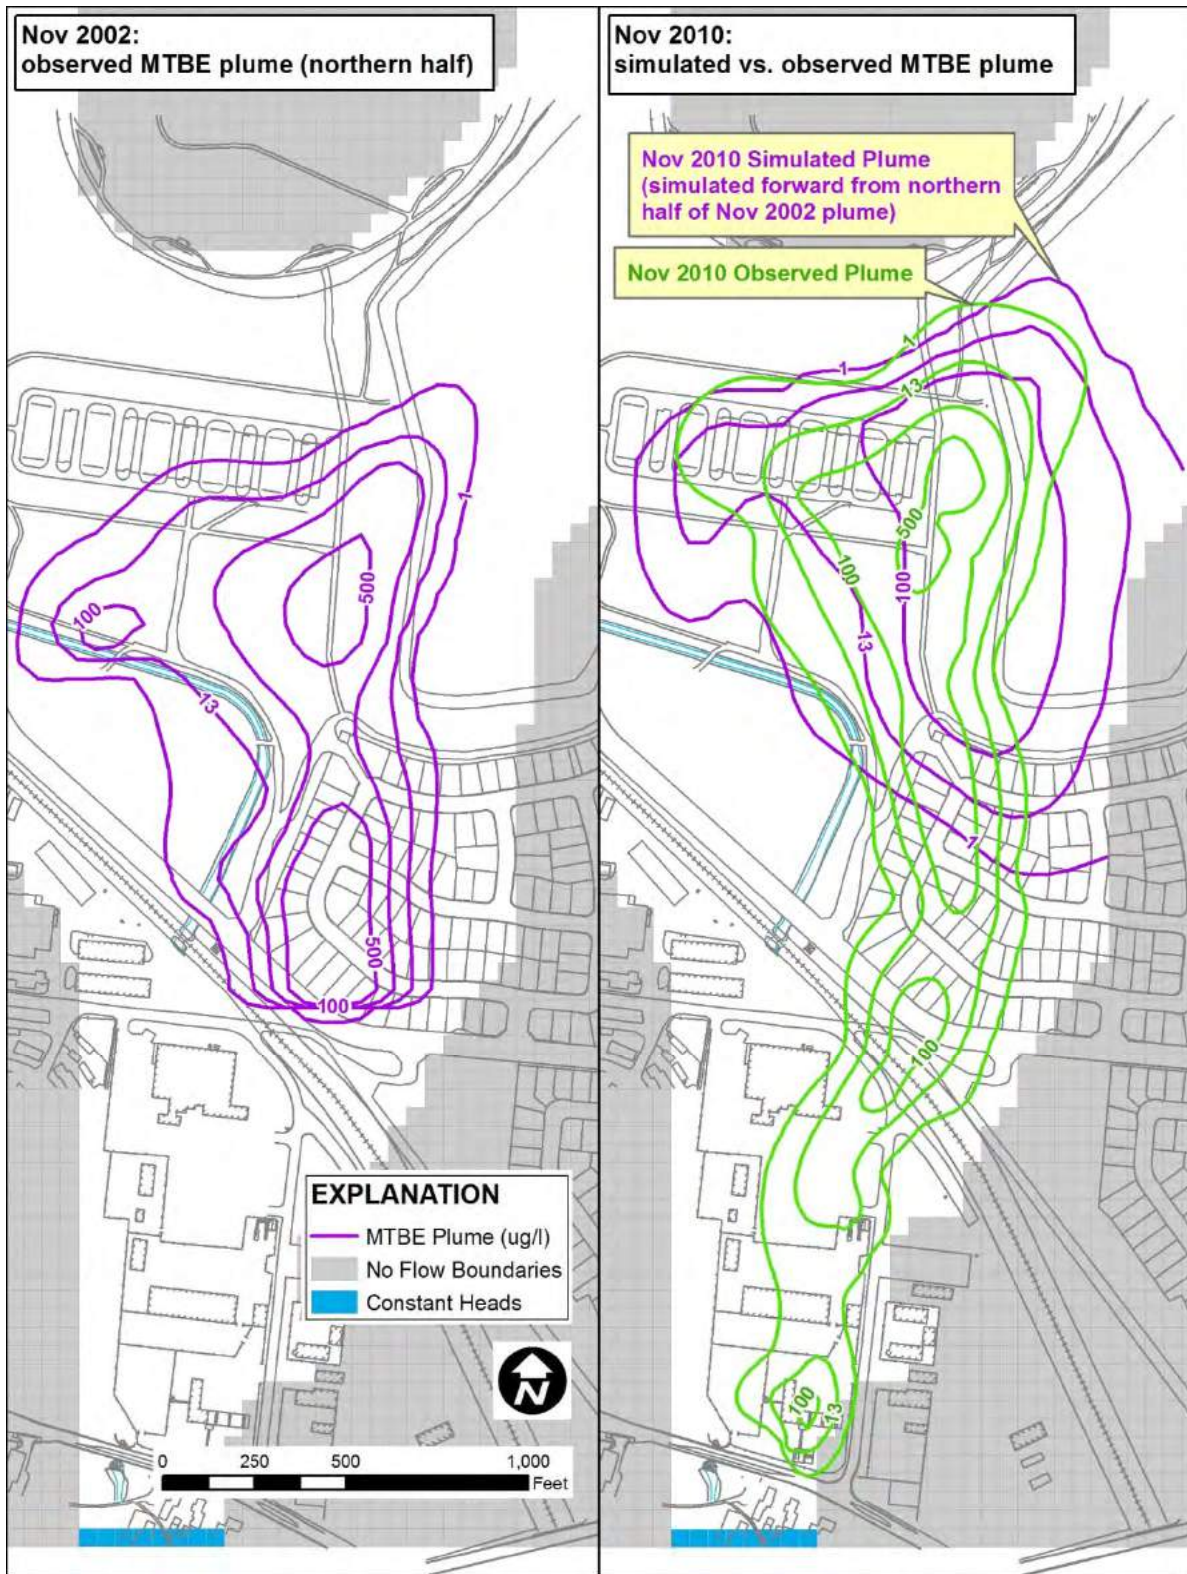 Nov 2002:
observed MTBE plume (northern half)
1
500
100
13
500
100
EXPLANATION
MTBE Plume (ug/l)
No Flow Boundaries
Constant Heads
N
0 250 500 1,000
Feet
Nov 2010:
simulated vs. observed MTBE plume
Nov 2010 Simulated Plume
(simulated forward from northern
half of Nov 2002 plume)
Nov 2010 Observed Plume
1
1
13
500
100
100
13
1
100
100
13